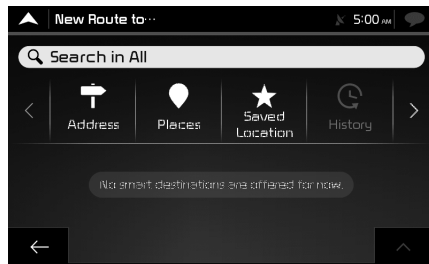 New Route to...
5:00 AM
Search in All
Address
Places
Saved
Location
History
No smart destinations are offered for now.